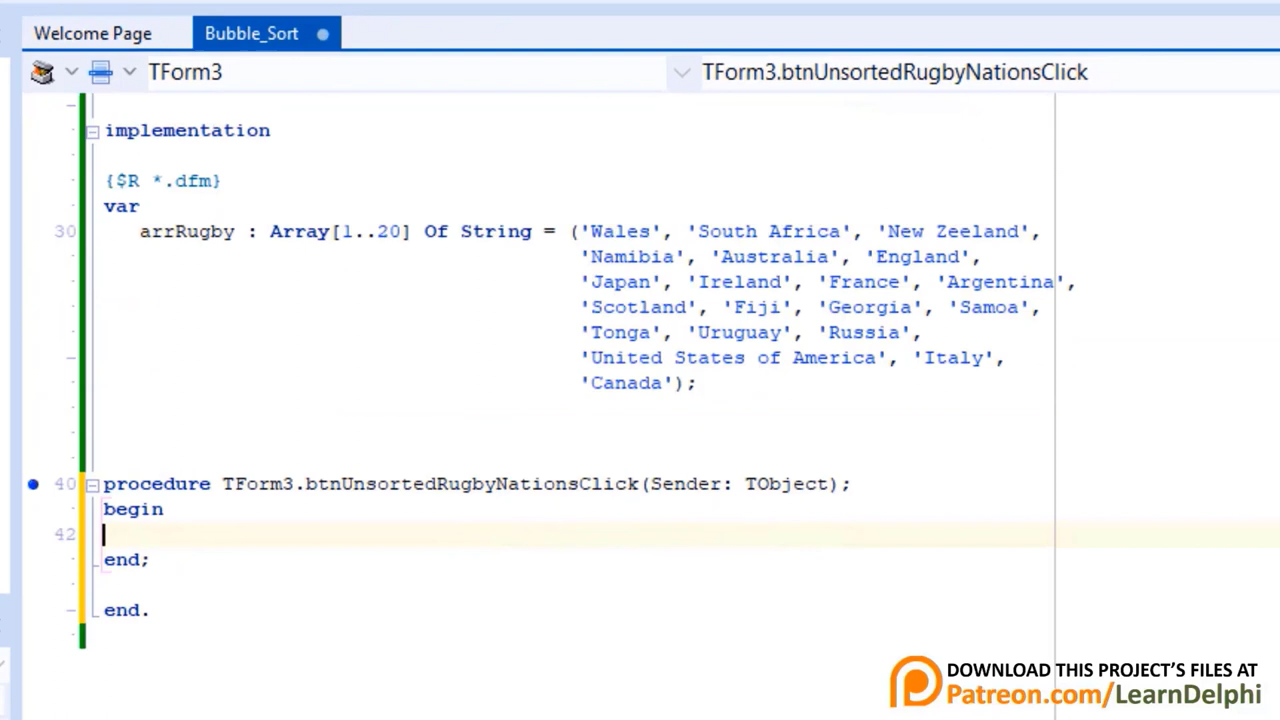 Welcome Page
Bubble_Sort
TForm3
TForm3.btnUnsortedRugbyNationsClick
implementation
{$R *.dfm}
var
30 arrRugby : Array[1..20] Of String = ('Wales', 'South Africa', 'New Zeeland',
'Namibia', 'Australia', 'England',
'Japan', 'Ireland', 'France', 'Argentina',
'Scotland', 'Fiji', 'Georgia', 'Samoa',
'Tonga', 'Uruguay', 'Russia',
'United States of America', 'Italy',
'Canada');
40 procedure TForm3.btnUnsortedRugbyNationsClick(Sender: TObject);
begin
42
end;
end.
DOWNLOAD THIS PROJECT'S FILES AT
Patreon.com/LearnDelphi